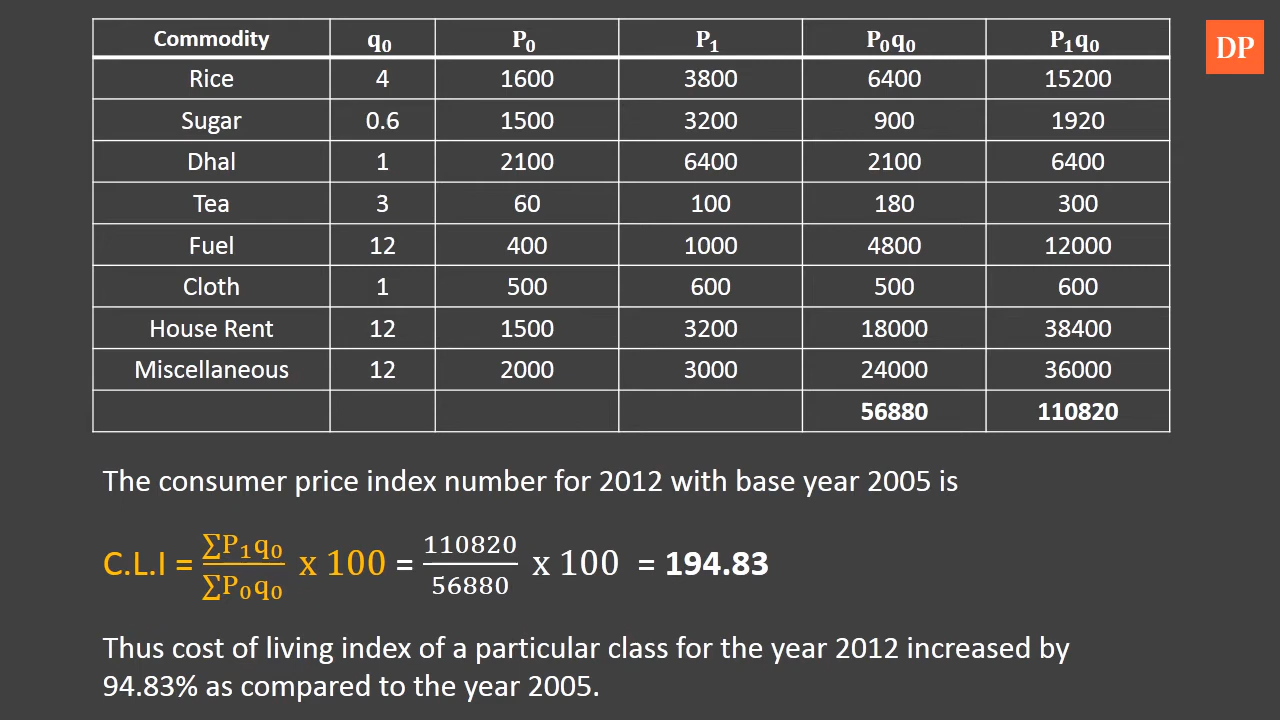 DP
Commodity q₀ P₀ P₁ P₀q₀ P₁q₀
Rice 4 1600 3800 6400 15200
Sugar 0.6 1500 3200 900 1920
Dhal 1 2100 6400 2100 6400
Tea 3 60 100 180 300
Fuel 12 400 1000 4800 12000
Cloth 1 500 600 500 600
House Rent 12 1500 3200 18000 38400
Miscellaneous 12 2000 3000 24000 36000
56880 110820
The consumer price index number for 2012 with base year 2005 is
C.L.I = ∑P₁q₀/∑P₀q₀ x 100 = 110820/56880 x 100 = 194.83
Thus cost of living index of a particular class for the year 2012 increased by
94.83% as compared to the year 2005.